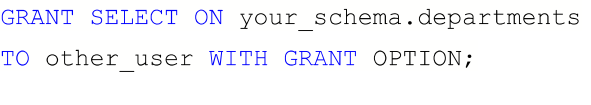 GRANT SELECT ON your_schema.departments
TO other_user WITH GRANT OPTION;